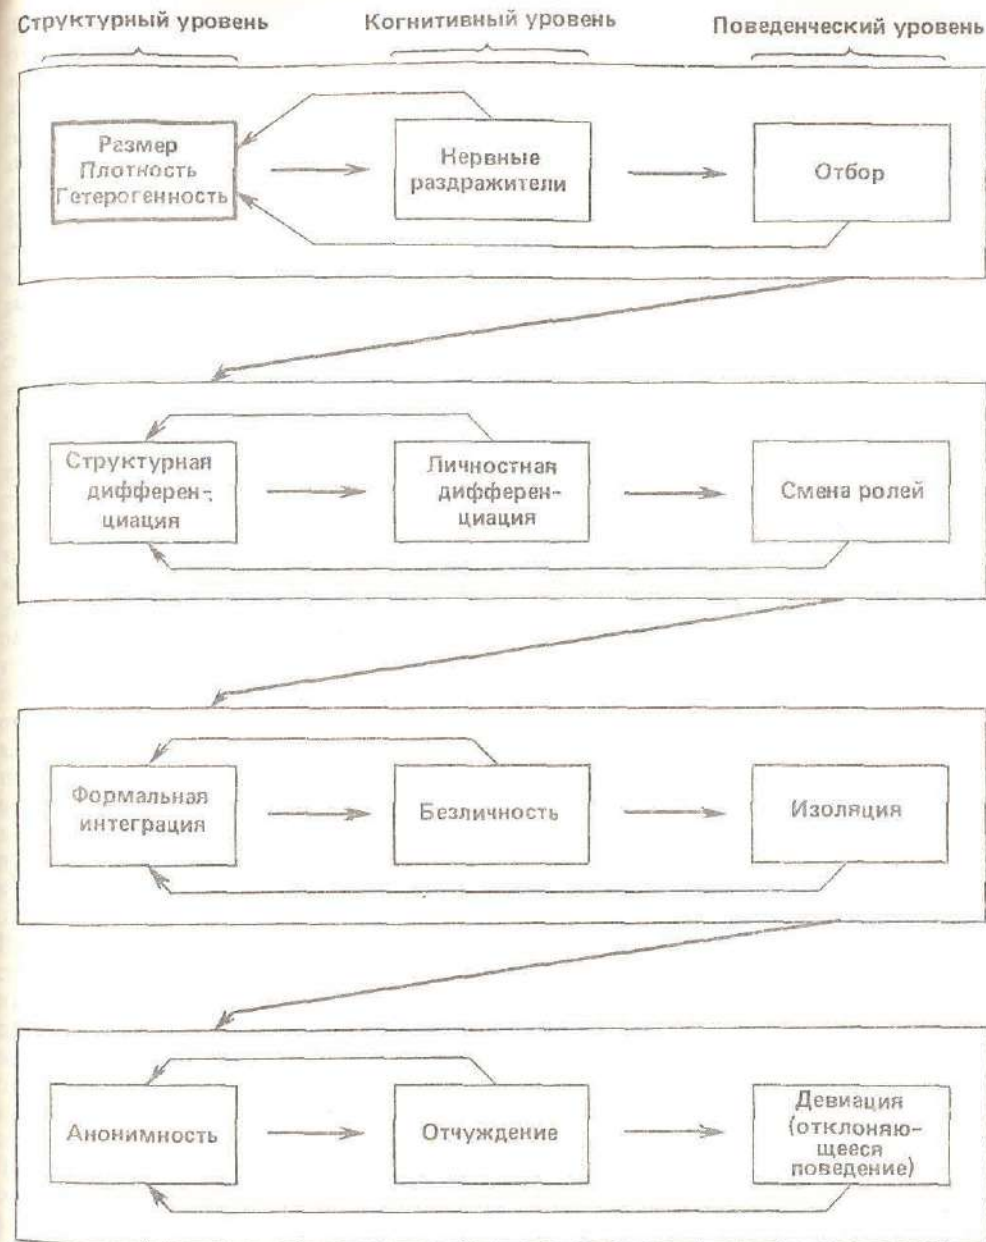 Структурный уровень
Когнитивный уровень
Поведенческий уровень
Размер
Плотность
Гетерогенность
Нервные
раздражители
Отбор
Структурная
дифферен-
циация
Личностная
дифферен-
циация
Смена ролей
Формальная
интеграция
Безличность
Изоляция
Анонимность
Отчуждение
Девиация
(отклоняю-
щееся
поведение)